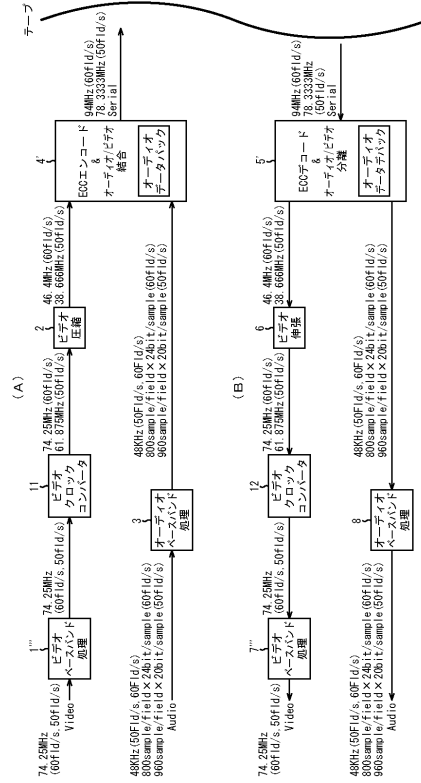 テープ
(A)
74.25MHz
(60fld/s,50fld/s)
Video
1'''
ビデオ
ベースバンド
処理
74.25MHz
(60fld/s,50fld/s)
11
ビデオ
クロック
コンバータ
74.25MHz(60fld/s)
61.875MHz(50fld/s)
2
ビデオ
圧縮
46.4MHz(60fld/s)
38.666MHz(50fld/s)
4'
ECCエンコード
&
オーディオ/ビデオ
結合
オーディオ
データパック
94MHz(60fld/s)
78.3333MHz(50fld/s)
Serial
48KHz(50Fld/s,60Fld/s)
800sample/field×24bit/sample(60fld/s)
960sample/field×20bit/sample(50fld/s)
Audio
3
オーディオ
ベースバンド
処理
48KHz(50Fld/s,60Fld/s)
800sample/field×24bit/sample(60fld/s)
960sample/field×20bit/sample(50fld/s)
(B)
74.25MHz
(60fld/s,50fld/s)
Video
7'''
ビデオ
ベースバンド
処理
74.25MHz
(60fld/s,50fld/s)
12
ビデオ
クロック
コンバータ
74.25MHz(60fld/s)
61.875MHz(50fld/s)
6
ビデオ
伸張
46.4MHz(60fld/s)
38.666MHz(50fld/s)
5'
ECCデコード
&
オーディオ/ビデオ
分離
オーディオ
データデパック
94MHz(60fld/s)
78.3333MHz
(50fld/s)
Serial
48KHz(50Fld/s,60Fld/s)
800sample/field×24bit/sample(60fld/s)
960sample/field×20bit/sample(50fld/s)
Audio
8
オーディオ
ベースバンド
処理
48KHz(50Fld/s,60Fld/s)
800sample/field×24bit/sample(60fld/s)
960sample/field×20bit/sample(50fld/s)